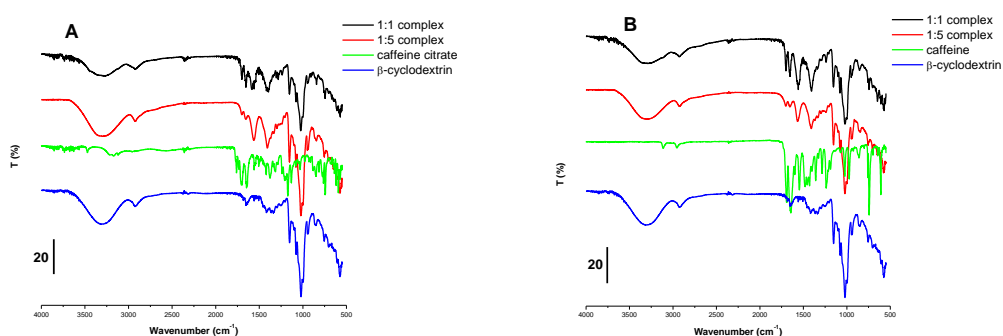 A
1:1 complex
1:5 complex
caffeine citrate
β-cyclodextrin
T (%)
20
4000 3500 3000 2500 2000 1500 1000 500
Wavenumber (cm⁻¹)
B
1:1 complex
1:5 complex
caffeine
β-cyclodextrin
T (%)
20
4000 3500 3000 2500 2000 1500 1000 500
Wavenumber (cm⁻¹)